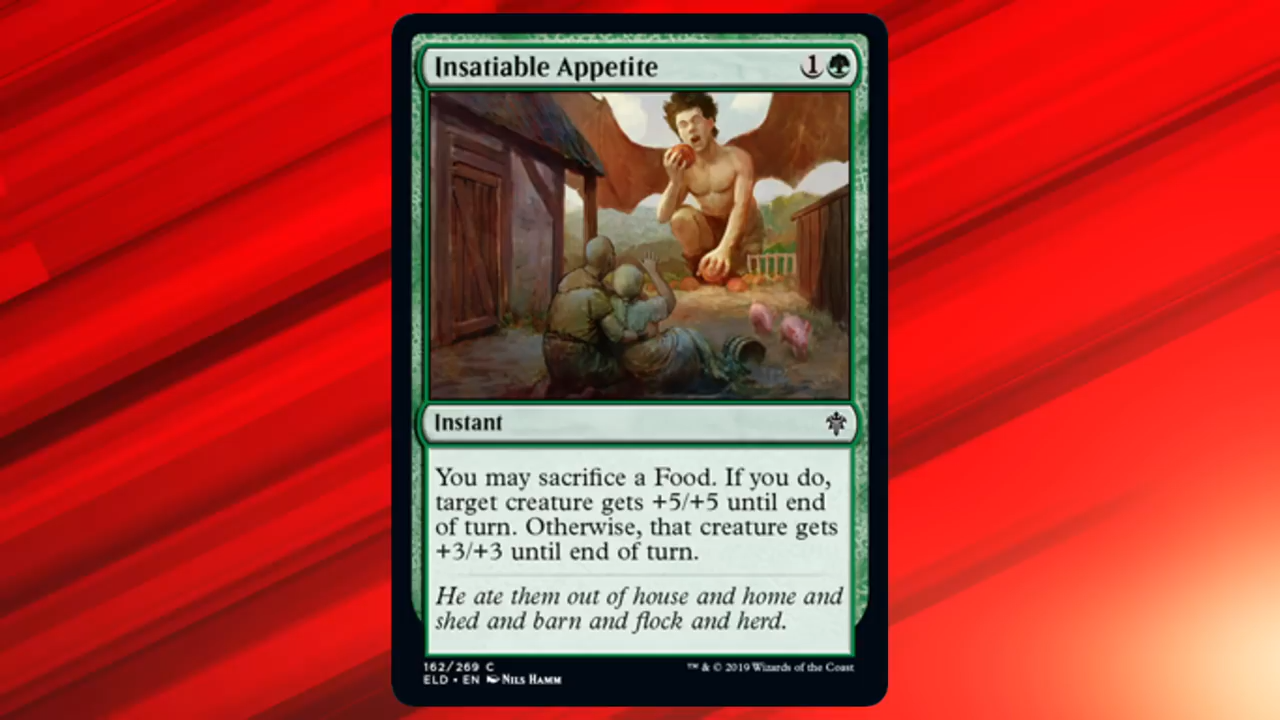 Insatiable Appetite 1
Instant
You may sacrifice a Food. If you do,
target creature gets +5/+5 until end
of turn. Otherwise, that creature gets
+3/+3 until end of turn.
He ate them out of house and home and
shed and barn and flock and herd.
162/269 C ™ & © 2019 Wizards of the Coast
ELD • EN Nils Hamm